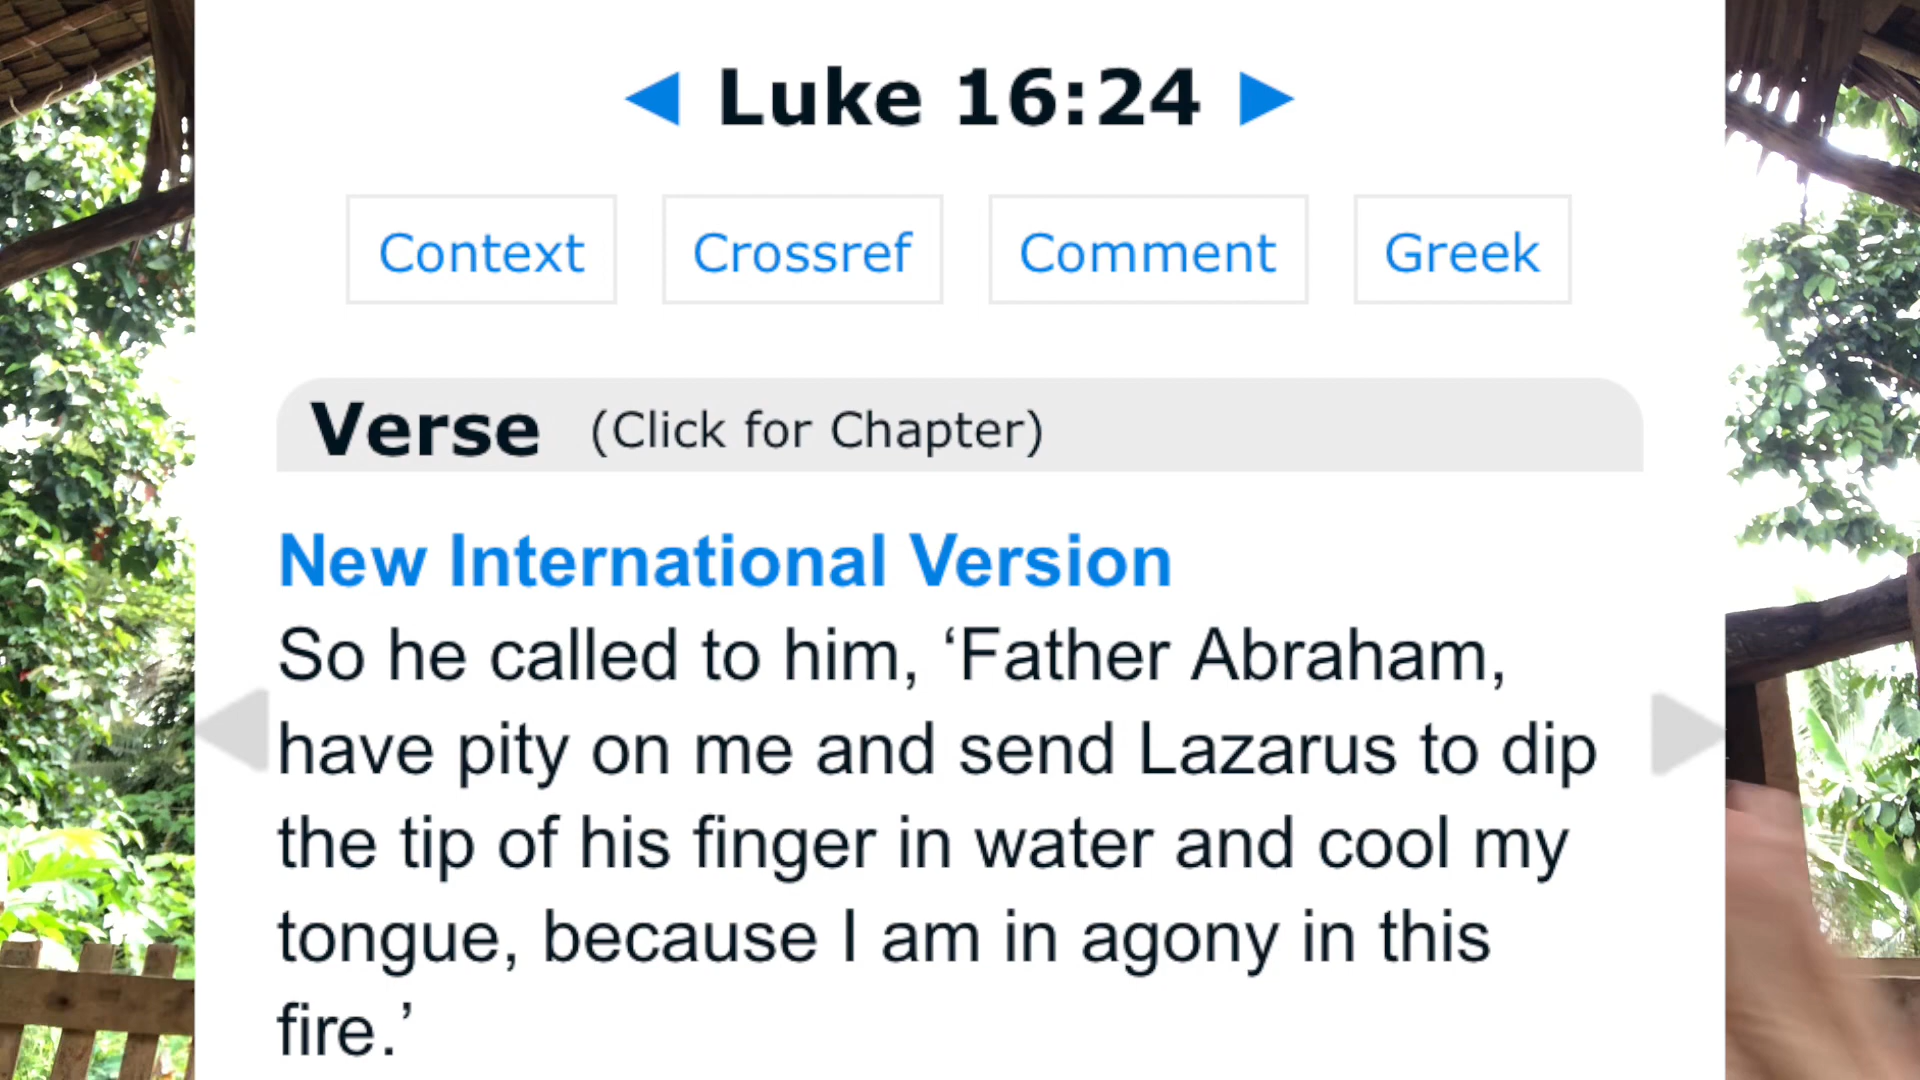 Luke 16:24
Context Crossref Comment Greek
Verse (Click for Chapter)
New International Version
So he called to him, ‘Father Abraham,
have pity on me and send Lazarus to dip
the tip of his finger in water and cool my
tongue, because I am in agony in this
fire.’